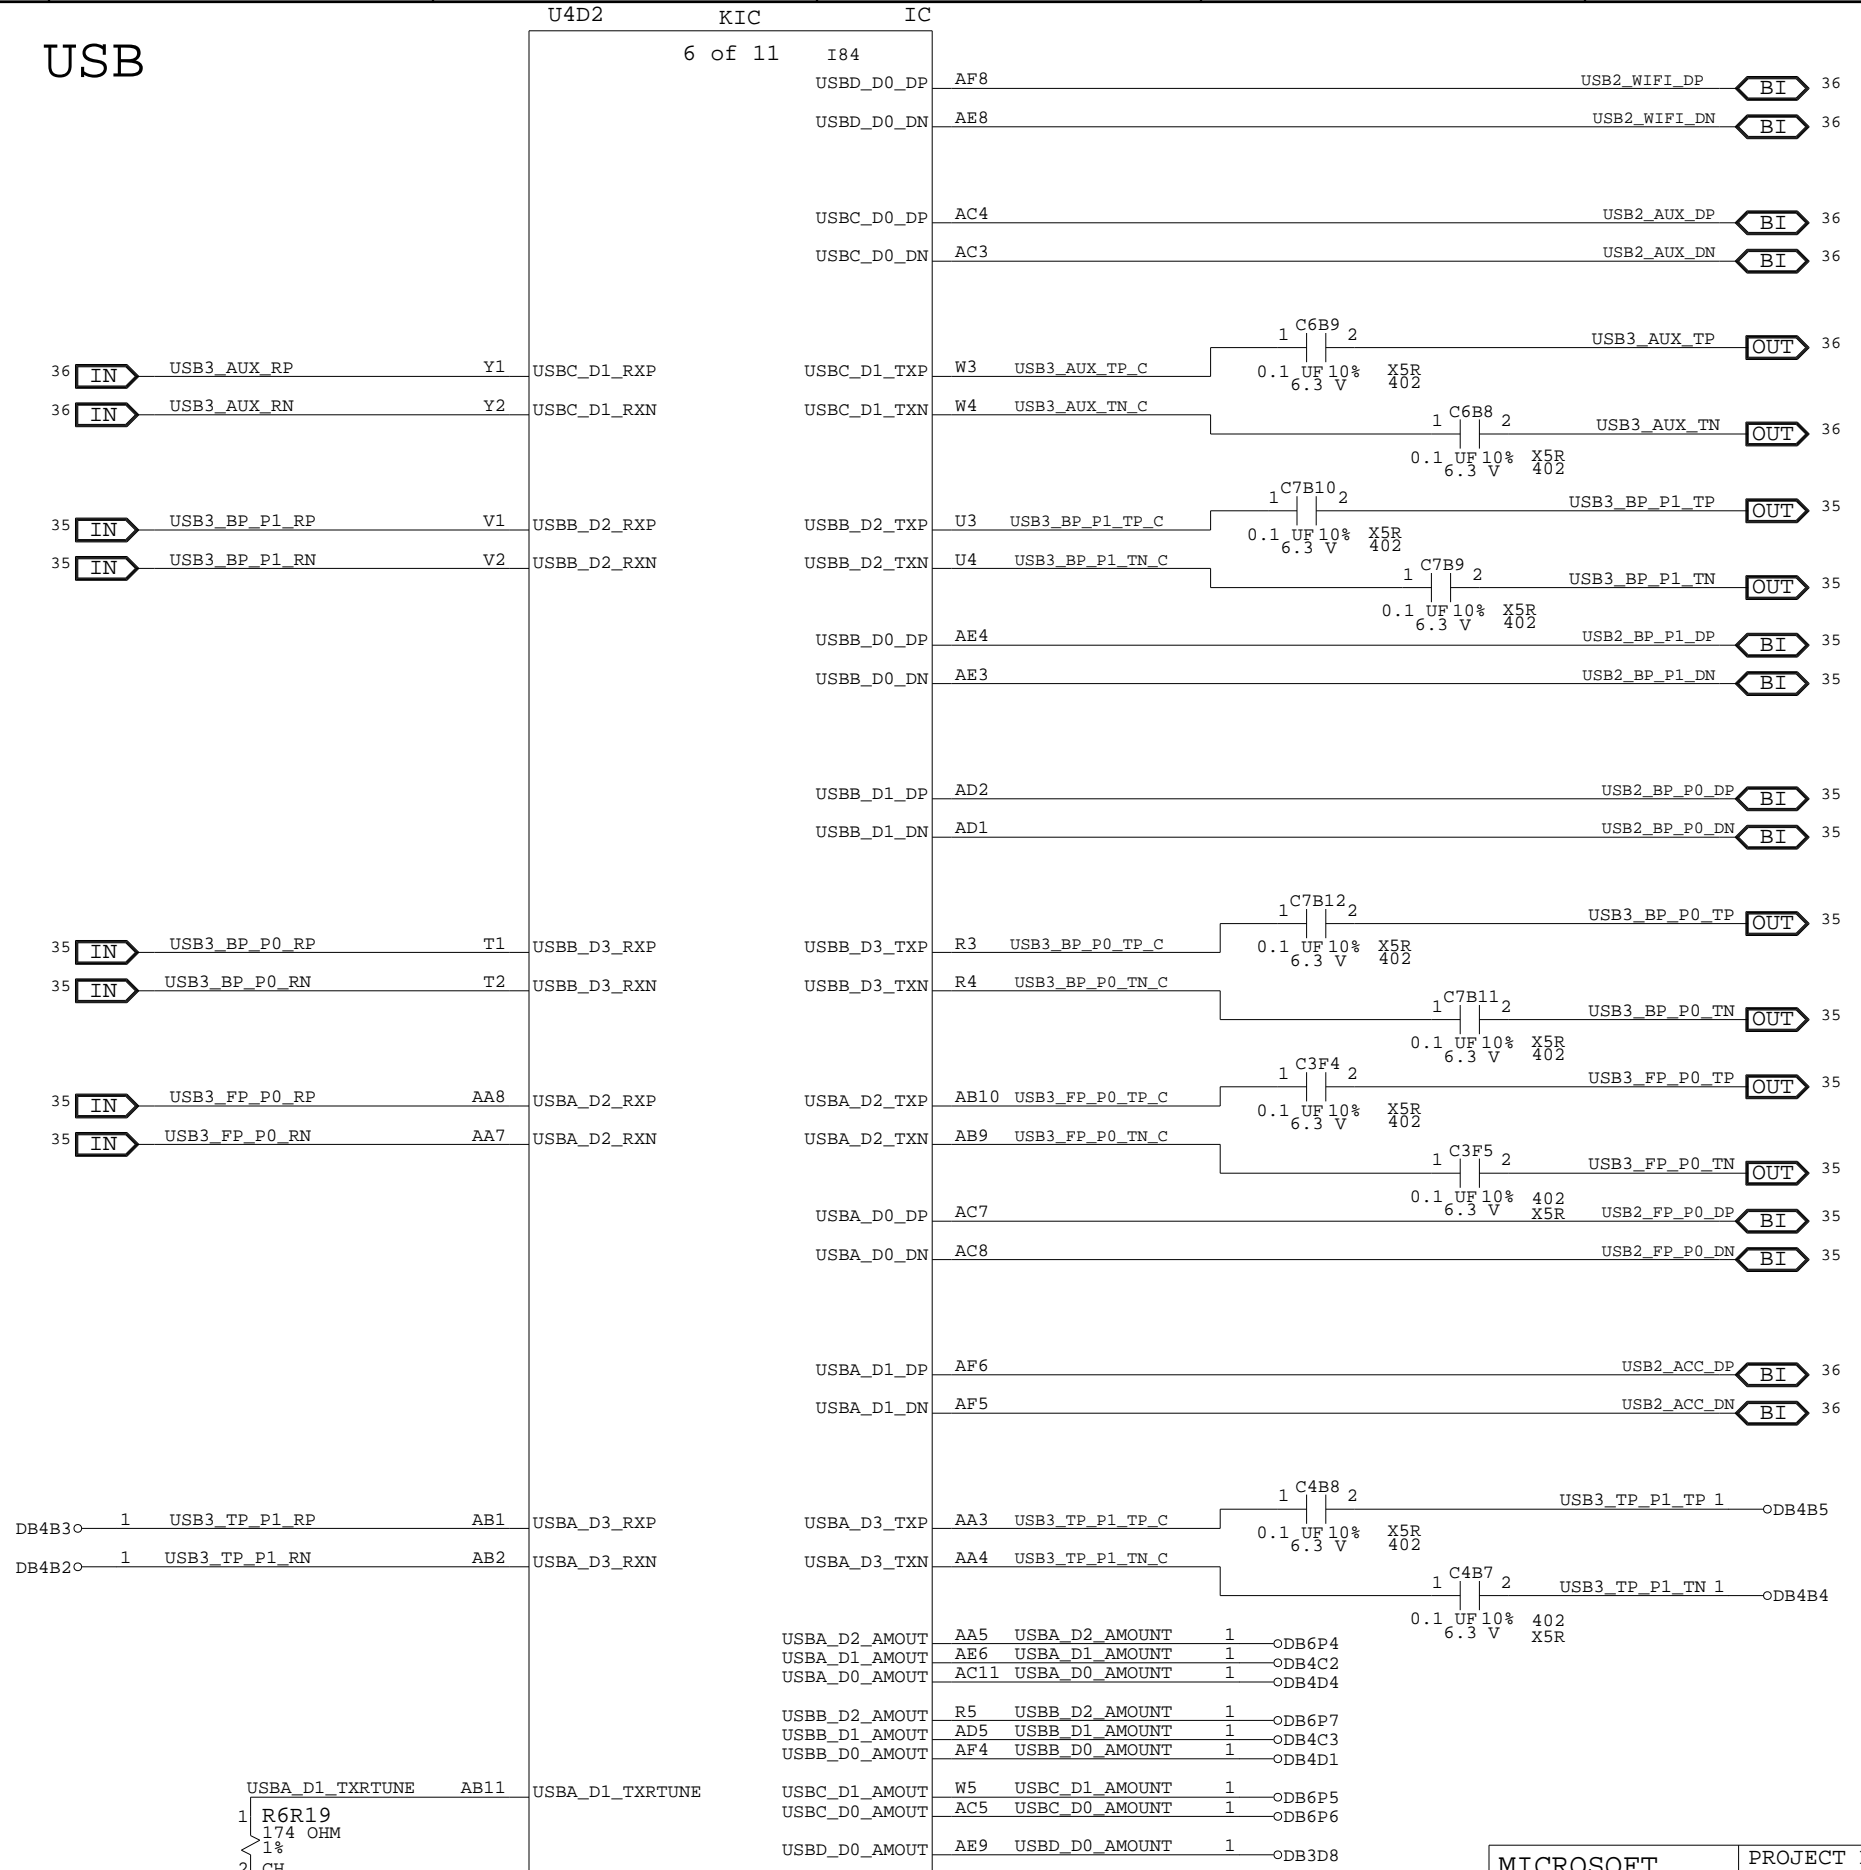 U4D2 KIC IC
USB
6 of 11 I84
USBD_D0_DP AF8 USB2_WIFI_DP BI 36
USBD_D0_DN AE8 USB2_WIFI_DN BI 36
USBC_D0_DP AC4 USB2_AUX_DP BI 36
USBC_D0_DN AC3 USB2_AUX_DN BI 36
1 C6B9 2 USB3_AUX_TP OUT 36
36 IN USB3_AUX_RP Y1 USBC_D1_RXP USBC_D1_TXP W3 USB3_AUX_TP_C 0.1 UF 10% X5R
6.3 V 402
36 IN USB3_AUX_RN Y2 USBC_D1_RXN USBC_D1_TXN W4 USB3_AUX_TN_C
1 C6B8 2 USB3_AUX_TN OUT 36
0.1 UF 10% X5R
6.3 V 402
1 C7B10 2 USB3_BP_P1_TP OUT 35
35 IN USB3_BP_P1_RP V1 USBB_D2_RXP USBB_D2_TXP U3 USB3_BP_P1_TP_C
0.1 UF 10% X5R
6.3 V 402
35 IN USB3_BP_P1_RN V2 USBB_D2_RXN USBB_D2_TXN U4 USB3_BP_P1_TN_C
1 C7B9 2 USB3_BP_P1_TN OUT 35
0.1 UF 10% X5R
6.3 V 402
USBB_D0_DP AE4 USB2_BP_P1_DP BI 35
USBB_D0_DN AE3 USB2_BP_P1_DN BI 35
USBB_D1_DP AD2 USB2_BP_P0_DP BI 35
USBB_D1_DN AD1 USB2_BP_P0_DN BI 35
1 C7B12 2 USB3_BP_P0_TP OUT 35
35 IN USB3_BP_P0_RP T1 USBB_D3_RXP USBB_D3_TXP R3 USB3_BP_P0_TP_C 0.1 UF 10% X5R
6.3 V 402
35 IN USB3_BP_P0_RN T2 USBB_D3_RXN USBB_D3_TXN R4 USB3_BP_P0_TN_C
1 C7B11 2 USB3_BP_P0_TN OUT 35
0.1 UF 10% X5R
6.3 V 402
1 C3F4 2 USB3_FP_P0_TP OUT 35
35 IN USB3_FP_P0_RP AA8 USBA_D2_RXP USBA_D2_TXP AB10 USB3_FP_P0_TP_C
0.1 UF 10% X5R
6.3 V 402
35 IN USB3_FP_P0_RN AA7 USBA_D2_RXN USBA_D2_TXN AB9 USB3_FP_P0_TN_C
1 C3F5 2 USB3_FP_P0_TN OUT 35
0.1 UF 10% 402
6.3 V X5R
USBA_D0_DP AC7 USB2_FP_P0_DP BI 35
USBA_D0_DN AC8 USB2_FP_P0_DN BI 35
USBA_D1_DP AF6 USB2_ACC_DP BI 36
USBA_D1_DN AF5 USB2_ACC_DN BI 36
1 C4B8 2 USB3_TP_P1_TP 1 DB4B5
DB4B3 1 USB3_TP_P1_RP AB1 USBA_D3_RXP USBA_D3_TXP AA3 USB3_TP_P1_TP_C
0.1 UF 10% X5R
6.3 V 402
DB4B2 1 USB3_TP_P1_RN AB2 USBA_D3_RXN USBA_D3_TXN AA4 USB3_TP_P1_TN_C
1 C4B7 2 USB3_TP_P1_TN 1 DB4B4
0.1 UF 10% 402
6.3 V X5R
USBA_D2_AMOUT AA5 USBA_D2_AMOUNT 1 DB6P4
USBA_D1_AMOUT AE6 USBA_D1_AMOUNT 1 DB4C2
USBA_D0_AMOUT AC11 USBA_D0_AMOUNT 1 DB4D4
USBB_D2_AMOUT R5 USBB_D2_AMOUNT 1 DB6P7
USBB_D1_AMOUT AD5 USBB_D1_AMOUNT 1 DB4C3
USBB_D0_AMOUT AF4 USBB_D0_AMOUNT 1 DB4D1
USBA_D1_TXRTUNE AB11 USBA_D1_TXRTUNE USBC_D1_AMOUT W5 USBC_D1_AMOUNT 1 DB6P5
USBC_D0_AMOUT AC5 USBC_D0_AMOUNT 1 DB6P6
1 R6R19
174 OHM
1%
2 CH
USBD_D0_AMOUT AE9 USBD_D0_AMOUNT 1 DB3D8
MICROSOFT PROJECT